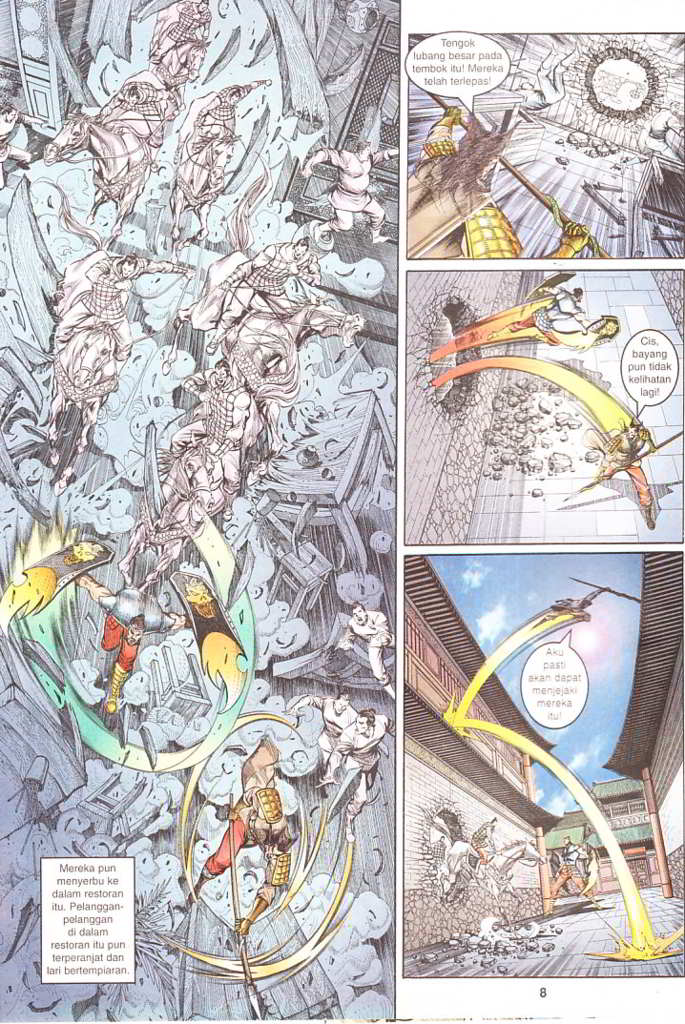 Mereka pun
menyerbu ke
dalam restoran
itu. Pelanggan-
pelanggan
di dalam
restoran itu pun
terperanjat dan
lari bertempiaran.
Tengok
lubang besar pada
tembok itu! Mereka
telah terlepas!
Cis,
bayang
pun tidak
kelihatan
lagi!
Aku
pasti
akan dapat
menjejaki
mereka
itu!
8